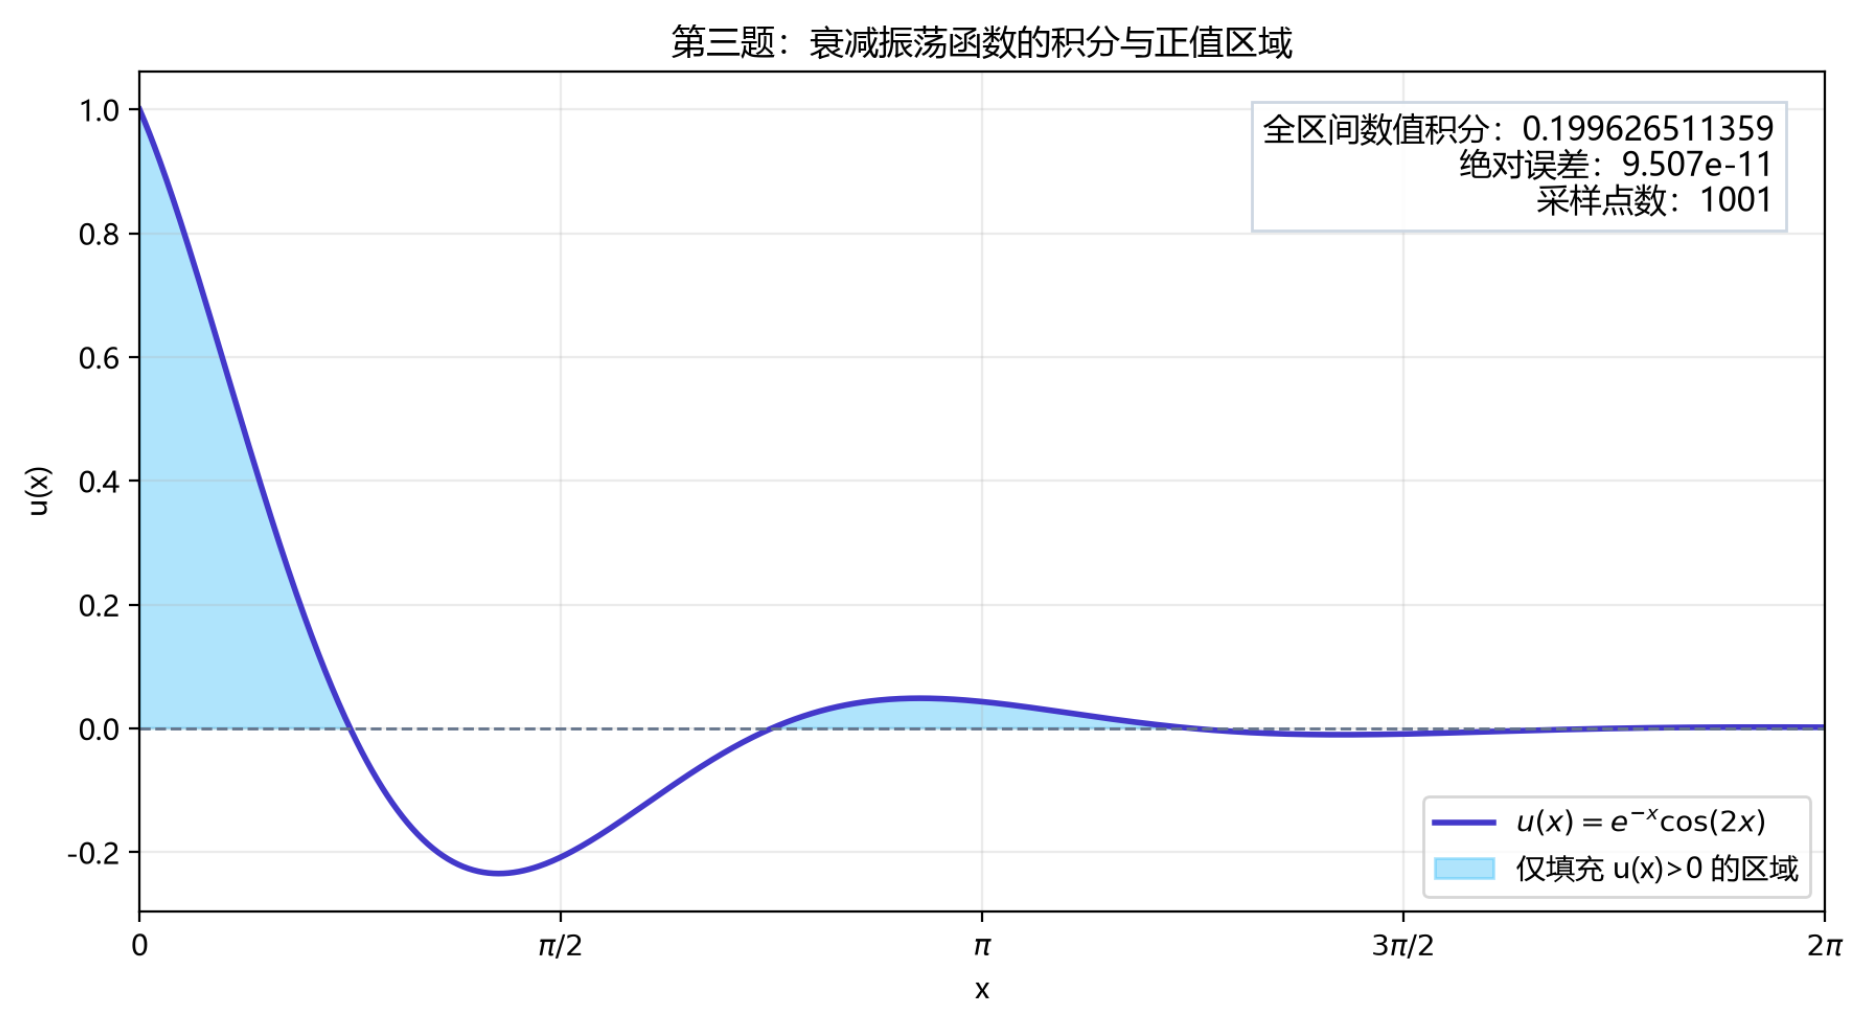 第三题：衰减振荡函数的积分与正值区域
全区间数值积分：0.199626511359
绝对误差：9.507e-11
采样点数：1001
u(x)
1.0
0.8
0.6
0.4
0.2
0.0
-0.2
u(x) = e^{-x}cos(2x)
仅填充 u(x)>0 的区域
0 π/2 π 3π/2 2π
x